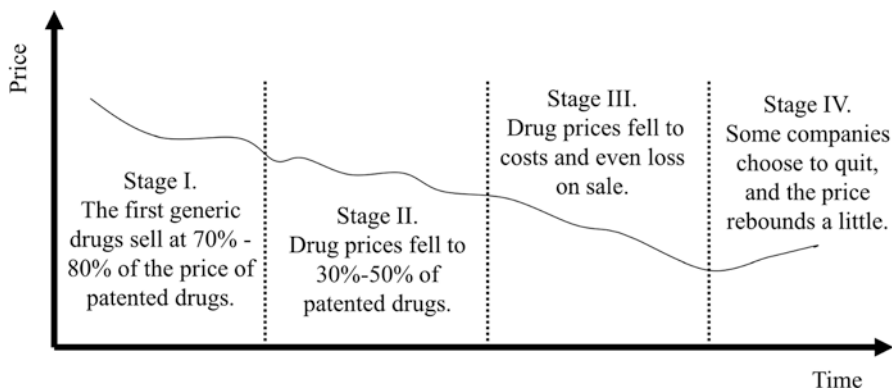 Price
Stage I.
The first generic
drugs sell at 70% -
80% of the price of
patented drugs.
Stage II.
Drug prices fell to
30%-50% of
patented drugs.
Stage III.
Drug prices fell to
costs and even loss
on sale.
Stage IV.
Some companies
choose to quit,
and the price
rebounds a little.
Time